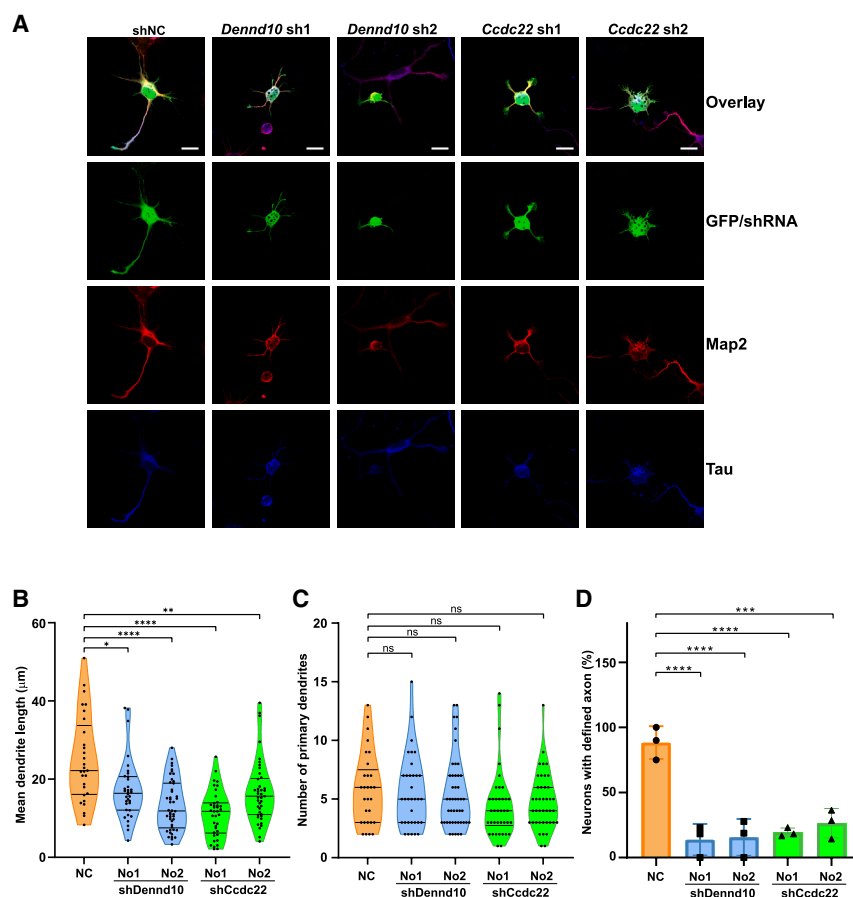 A
shNC
Dennd10 sh1
Dennd10 sh2
Ccdc22 sh1
Ccdc22 sh2
Overlay
GFP/shRNA
Map2
Tau
B
Mean dendrite length (μm)
60
40
20
0
**
****
****
*
NC
No1 No2
shDennd10
No1 No2
shCcdc22
C
Number of primary dendrites
20
15
10
5
0
ns
ns
ns
ns
NC
No1 No2
shDennd10
No1 No2
shCcdc22
D
Neurons with defined axon (%)
150
100
50
0
***
****
****
****
NC
No1 No2
shDennd10
No1 No2
shCcdc22